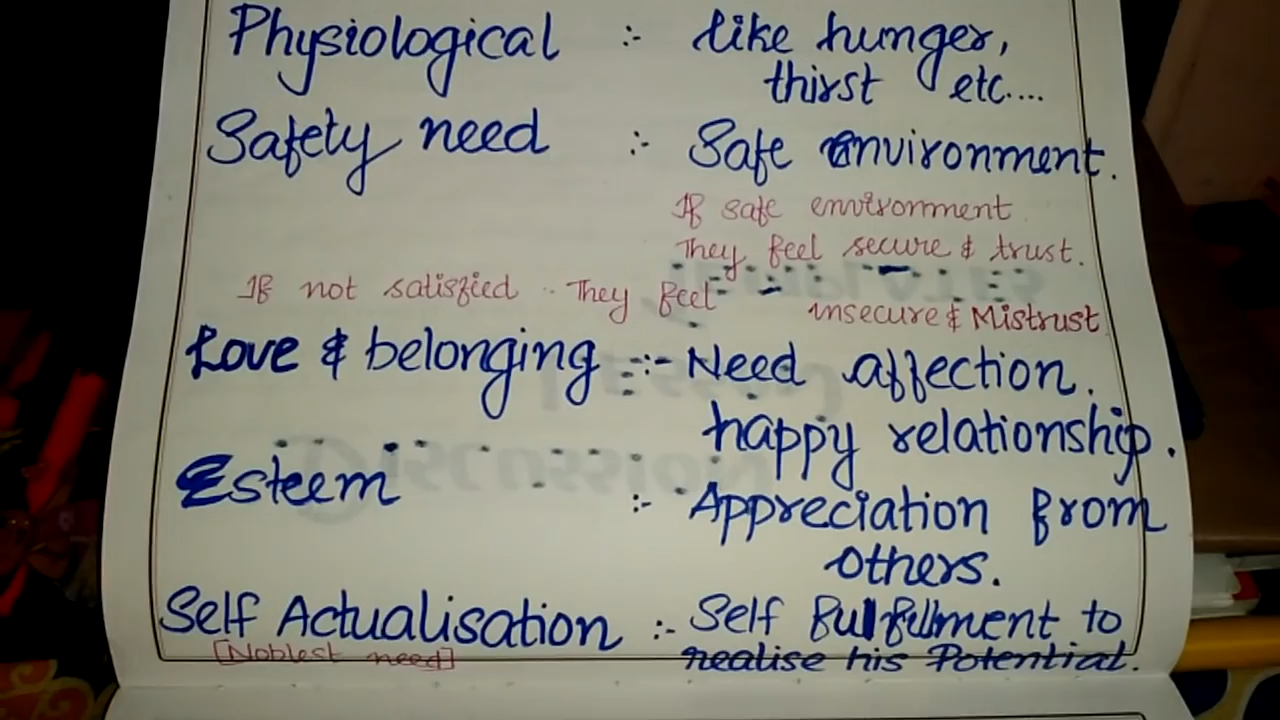 Physiological :- like hunger,
thirst etc....
Safety need :- Safe environment.
If safe environment
They feel secure & trust.
If not satisfied .. They feel - insecure & Mistrust
Love & belonging :- Need affection.
happy relationship.
Esteem :- Appreciation from
others.
Self Actualisation :- Self fulfillment to
[Noblest need] realise his Potential.